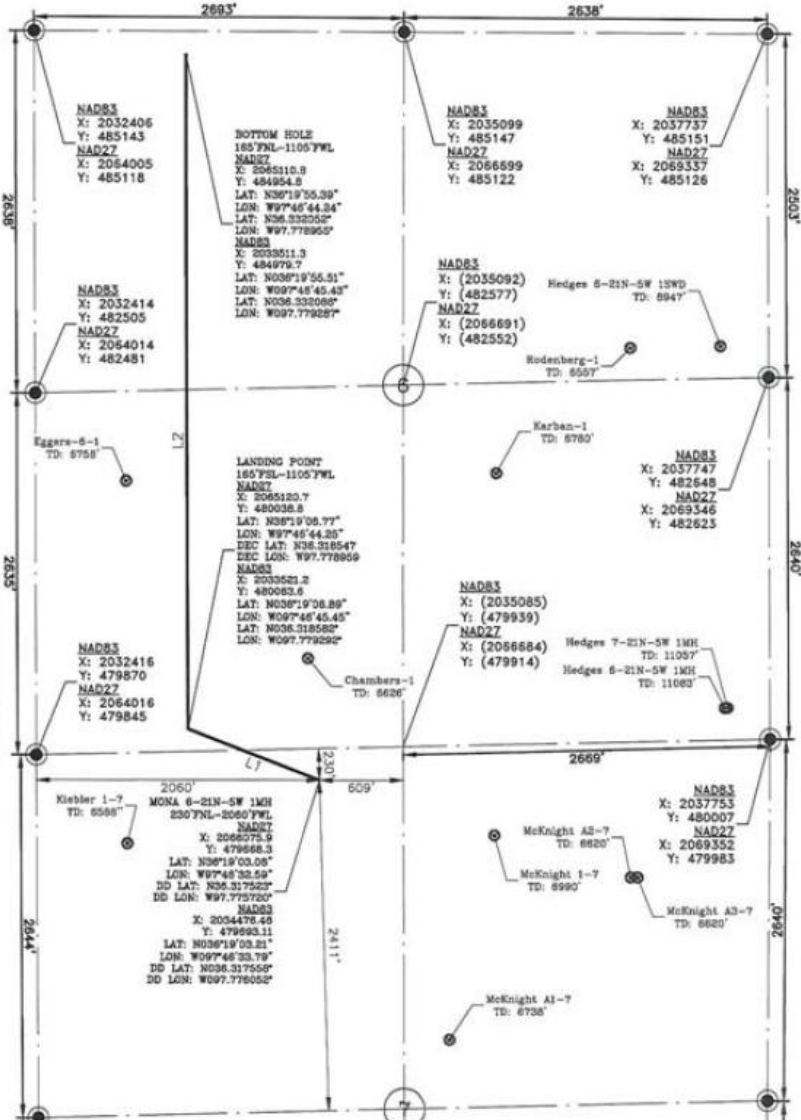 2693'
2638'
NAD83
X: 2032406
Y: 485143
NAD27
X: 2064005
Y: 485118
BOTTOM HOLE
165'FNL-1105'FWL
NAD27
X: 2065110.8
Y: 484954.8
LAT: N36°19'55.39"
LON: W97°46'44.24"
LAT: N36.332052°
LON: W97.778955°
NAD83
X: 2033511.3
Y: 484979.7
LAT: N036°19'55.51"
LON: W097°46'45.43"
LAT: N036.332086°
LON: W097.779287°
NAD83
X: 2035099
Y: 485147
NAD27
X: 2066699
Y: 485122
NAD83
X: 2037737
Y: 485151
NAD27
X: 2069337
Y: 485126
2638'
2503'
NAD83
X: 2032414
Y: 482505
NAD27
X: 2064014
Y: 482481
NAD83
X: (2035092)
Y: (482577)
NAD27
X: (2066691)
Y: (482552)
Hedges 6-21N-5W 1SWD
TD: 8947'
Rodenberg-1
TD: 6557'
6
Eggers-6-1
TD: 6758'
L2
Karban-1
TD: 6760'
NAD83
X: 2037747
Y: 482648
NAD27
X: 2069346
Y: 482623
LANDING POINT
165'FSL-1105'FWL
NAD27
X: 2065120.7
Y: 480038.8
LAT: N36°19'06.77"
LON: W97°46'44.25"
DEC LAT: N36.318547
DEC LON: W97.778959
NAD83
X: 2033521.2
Y: 480063.6
LAT: N036°19'06.89"
LON: W097°46'45.45"
LAT: N036.318582°
LON: W097.779292°
2635'
2640'
NAD83
X: (2035085)
Y: (479939)
NAD27
X: (2066684)
Y: (479914)
Hedges 7-21N-5W 1MH
TD: 11057'
Hedges 6-21N-5W 1MH
TD: 11083'
NAD83
X: 2032416
Y: 479870
NAD27
X: 2064016
Y: 479845
Chambers-1
TD: 6626'
L1
230'
2060'
609'
2669'
Kiebler 1-7
TD: 6588"
MONA 6-21N-5W 1MH
230'FNL-2060'FWL
NAD27
X: 2066075.9
Y: 479668.3
LAT: N36°19'03.08"
LON: W97°46'32.59"
DD LAT: N36.317523°
DD LON: W97.775720°
NAD83
X: 2034476.46
Y: 479693.11
LAT: N036°19'03.21"
LON: W097°46'33.79"
DD LAT: N036.317558°
DD LON: W097.776052°
NAD83
X: 2037753
Y: 480007
NAD27
X: 2069352
Y: 479983
McKnight A2-7
TD: 6620'
McKnight 1-7
TD: 6990'
McKnight A3-7
TD: 6620'
2644'
2411'
2640'
McKnight A1-7
TD: 6738'
7